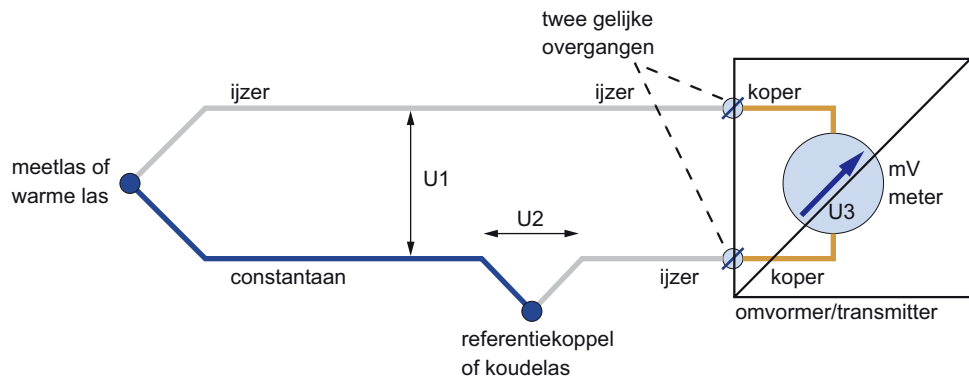 twee gelijke
overgangen
ijzer
ijzer
koper
meetlas of
warme las
U1
mV
meter
U3
U2
constantaan
ijzer
koper
omvormer/transmitter
referentiekoppel
of koudelas